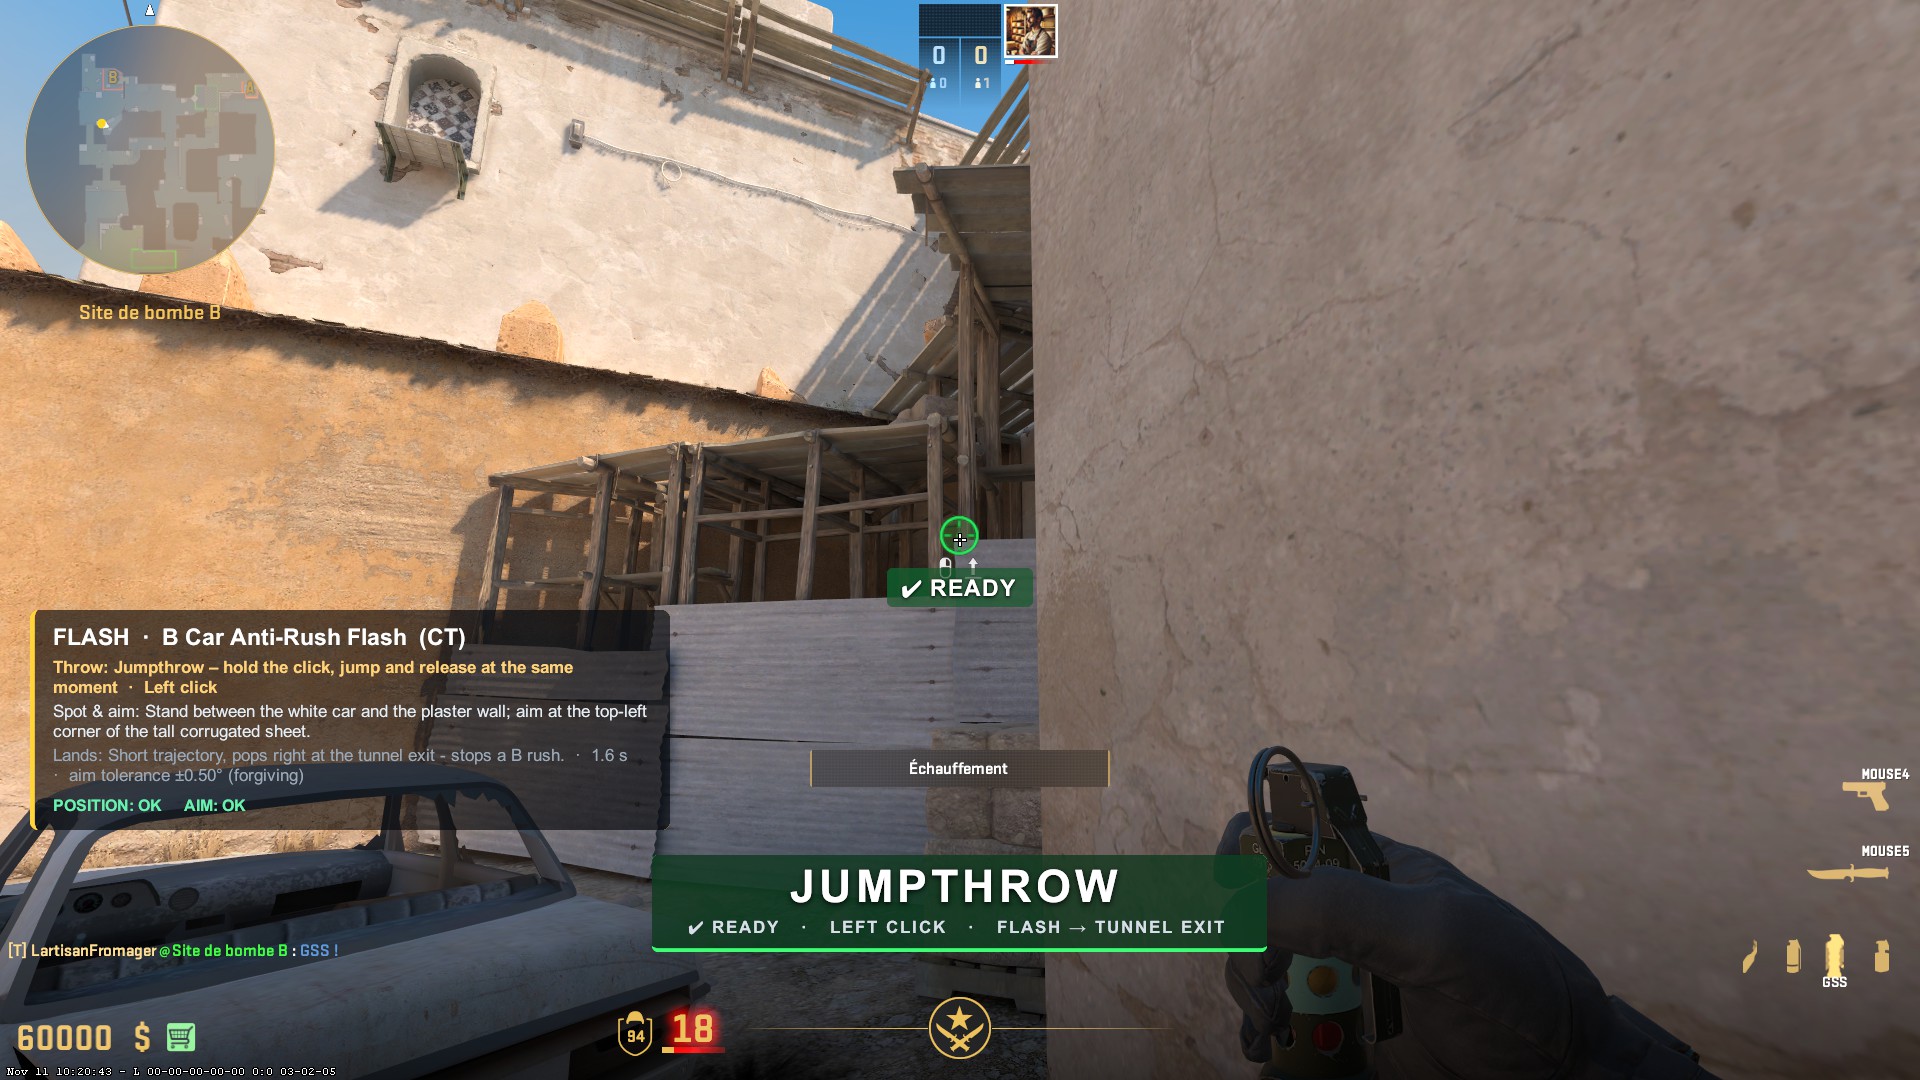 B
A
0 0
0 1
Site de bombe B
✔ READY
FLASH · B Car Anti-Rush Flash (CT)
Throw: Jumpthrow – hold the click, jump and release at the same
moment · Left click
Spot & aim: Stand between the white car and the plaster wall; aim at the top-left
corner of the tall corrugated sheet.
Lands: Short trajectory, pops right at the tunnel exit - stops a B rush. · 1.6 s
· aim tolerance ±0.50° (forgiving)
POSITION: OK AIM: OK
Échauffement
MOUSE4
MOUSE5
JUMPTHROW
✔ READY · LEFT CLICK · FLASH → TUNNEL EXIT
[T] LartisanFromager@Site de bombe B : GSS !
GSS
60000 $
94
18
Nov 11 10:20:43 - L 00-00-00-00-00 0:0 03-02-05